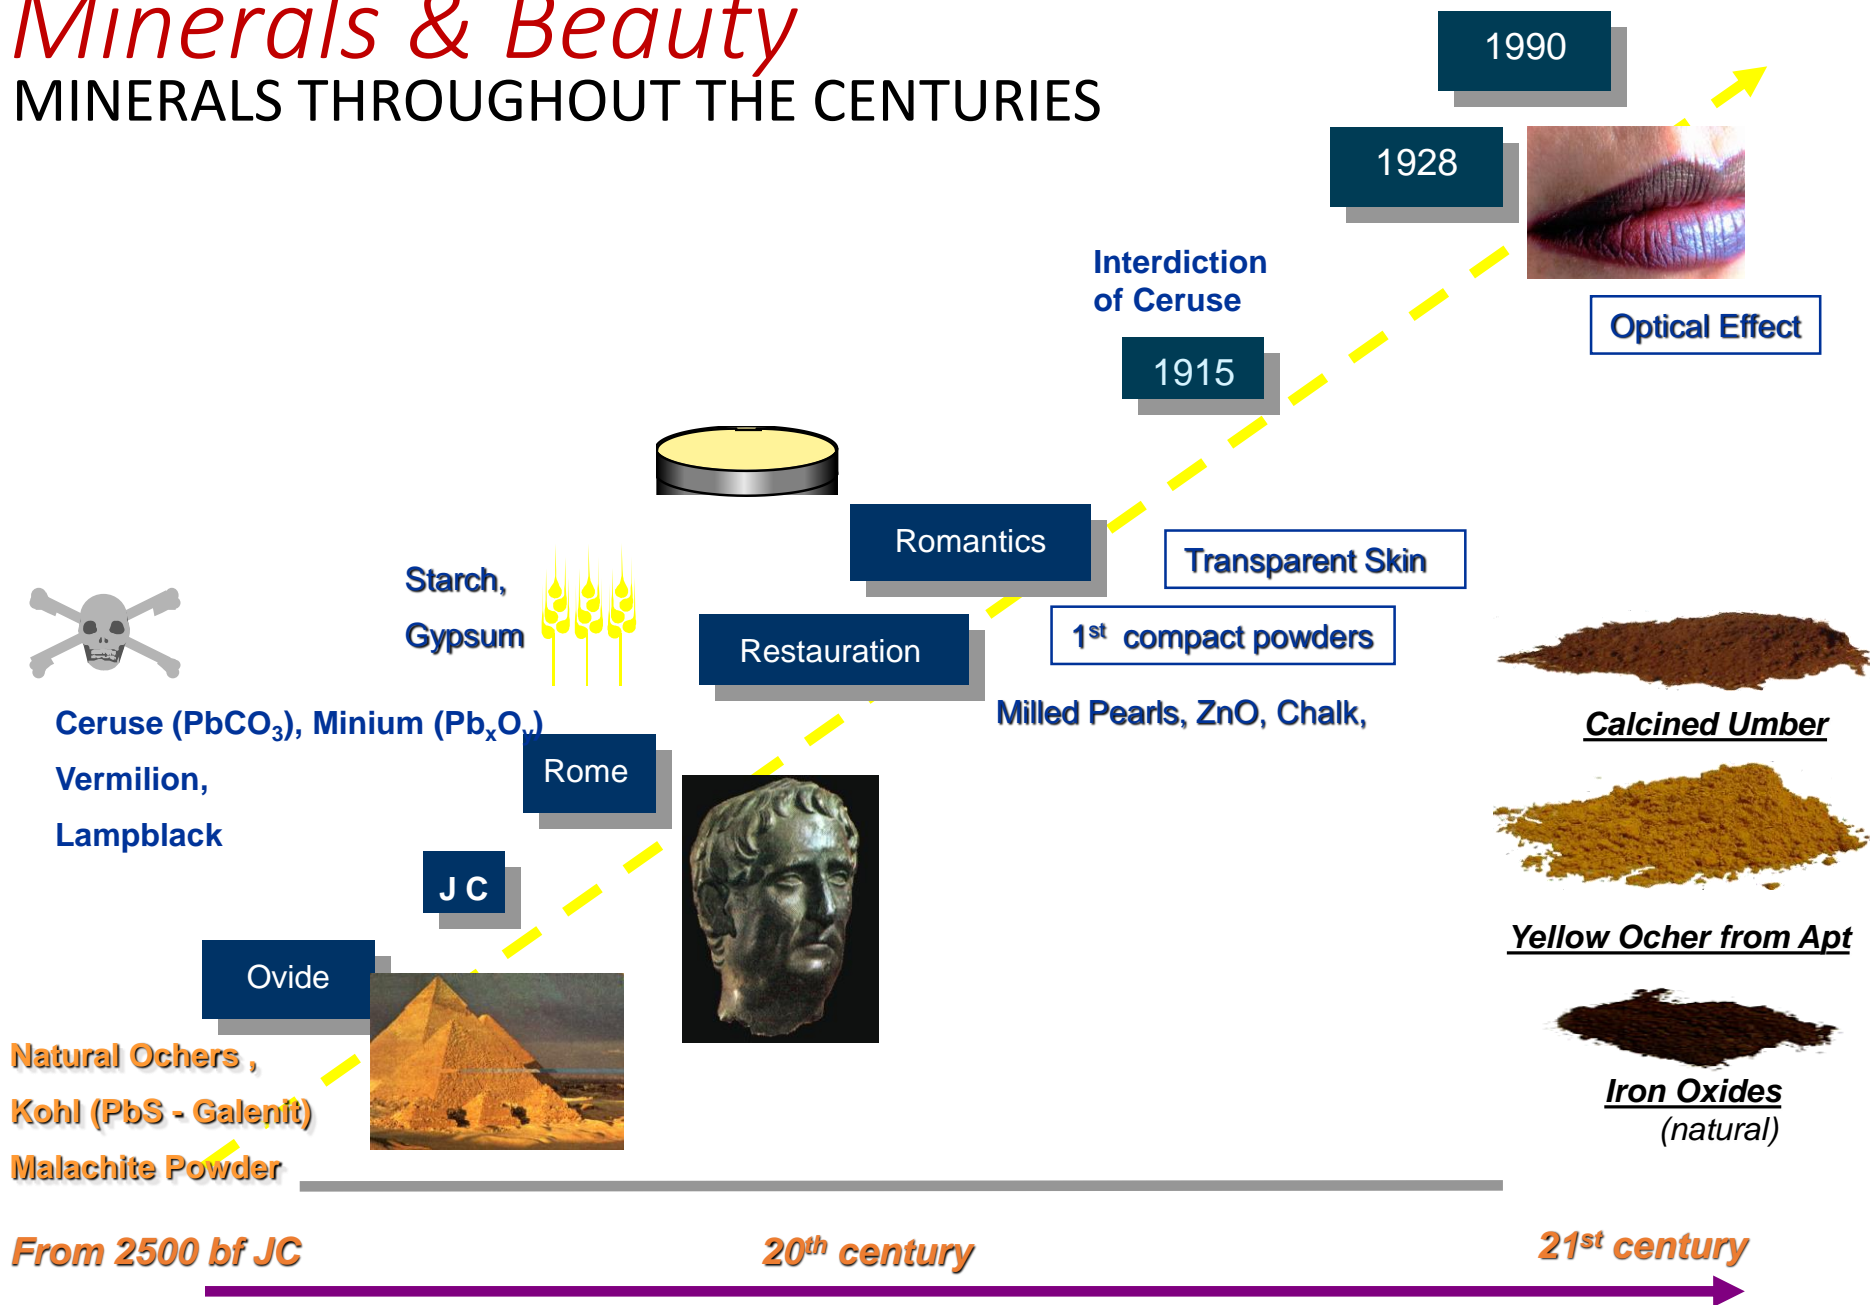 Minerals & Beauty
MINERALS THROUGHOUT THE CENTURIES
1990
1928
Interdiction
of Ceruse
Optical Effect
1915
Romantics
Transparent Skin
Starch,
Gypsum
1st compact powders
Restauration
Milled Pearls, ZnO, Chalk,
Calcined Umber
Ceruse (PbCO3), Minium (PbxOy)
Vermilion,
Lampblack
Rome
J C
Yellow Ocher from Apt
Ovide
Natural Ochers ,
Kohl (PbS - Galenit)
Malachite Powder
Iron Oxides
(natural)
From 2500 bf JC
20th century
21st century